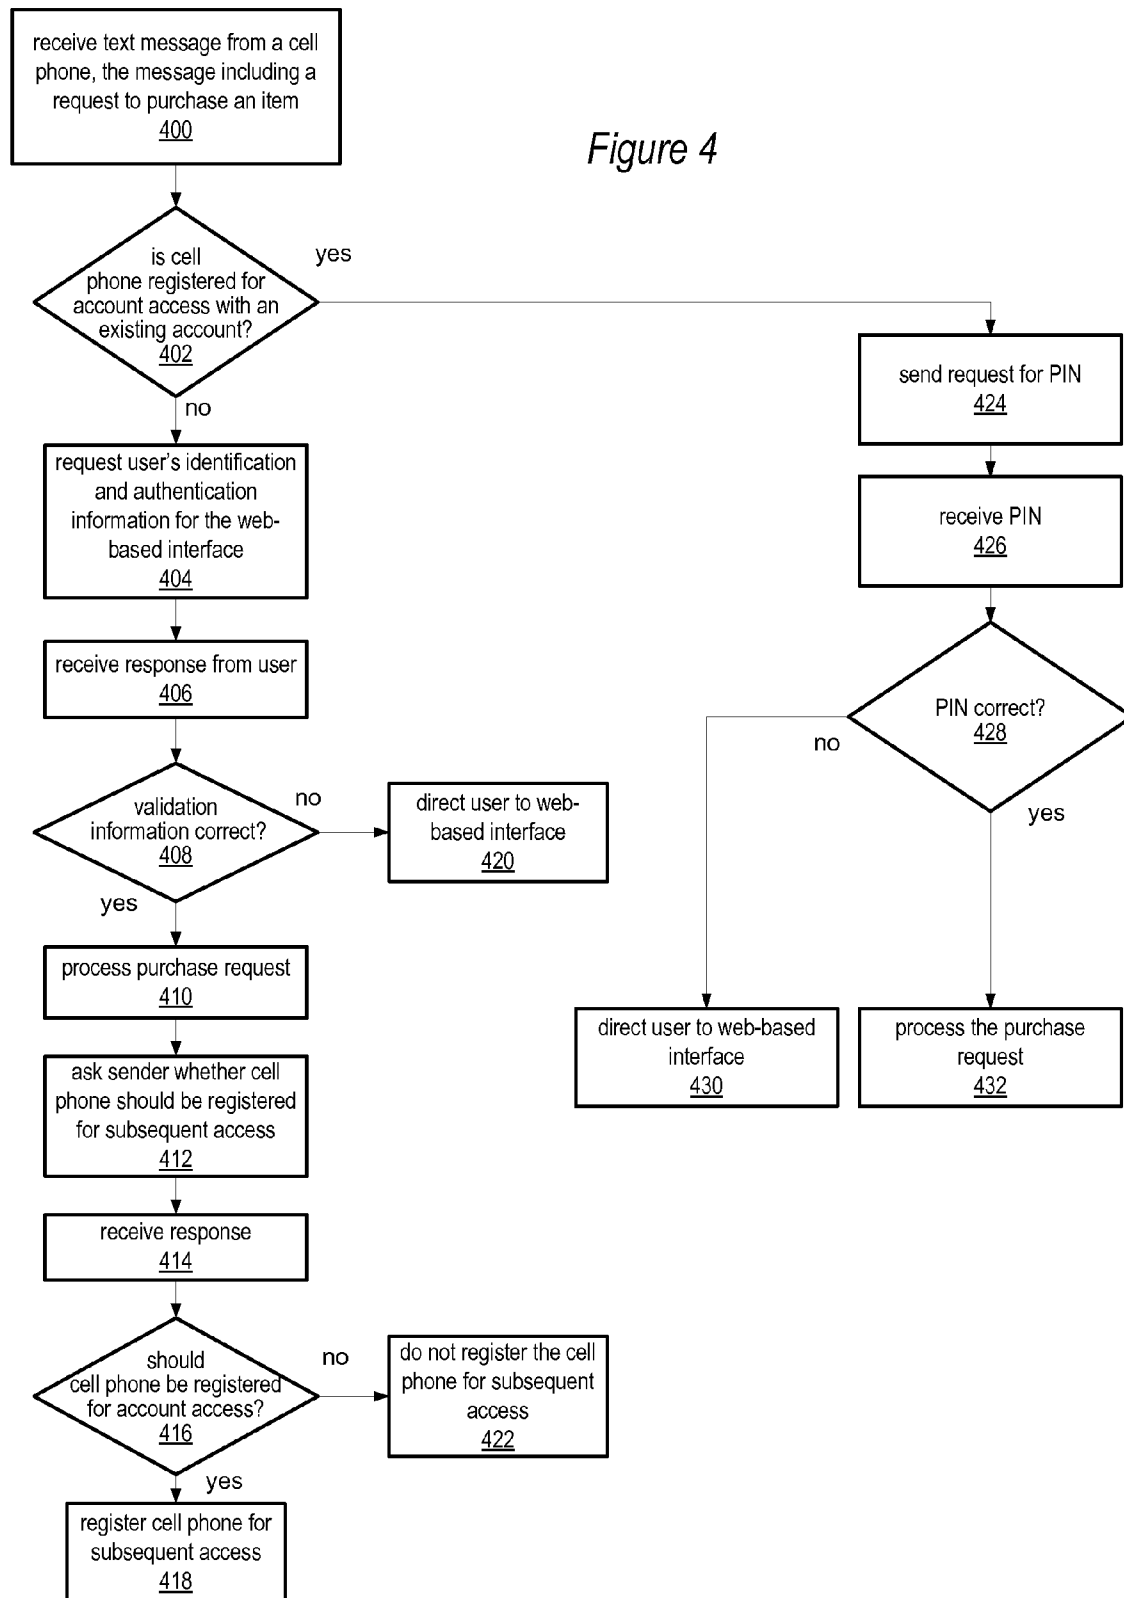 receive text message from a cell
phone, the message including a
request to purchase an item
400
Figure 4
is cell
phone registered for
account access with an
existing account?
402
yes
no
send request for PIN
424
request user's identification
and authentication
information for the web-
based interface
404
receive PIN
426
receive response from user
406
PIN correct?
428
no
yes
validation
information correct?
408
no
yes
direct user to web-
based interface
420
process purchase request
410
direct user to web-based
interface
430
process the purchase
request
432
ask sender whether cell
phone should be registered
for subsequent access
412
receive response
414
should
cell phone be registered
for account access?
416
no
yes
do not register the cell
phone for subsequent
access
422
register cell phone for
subsequent access
418